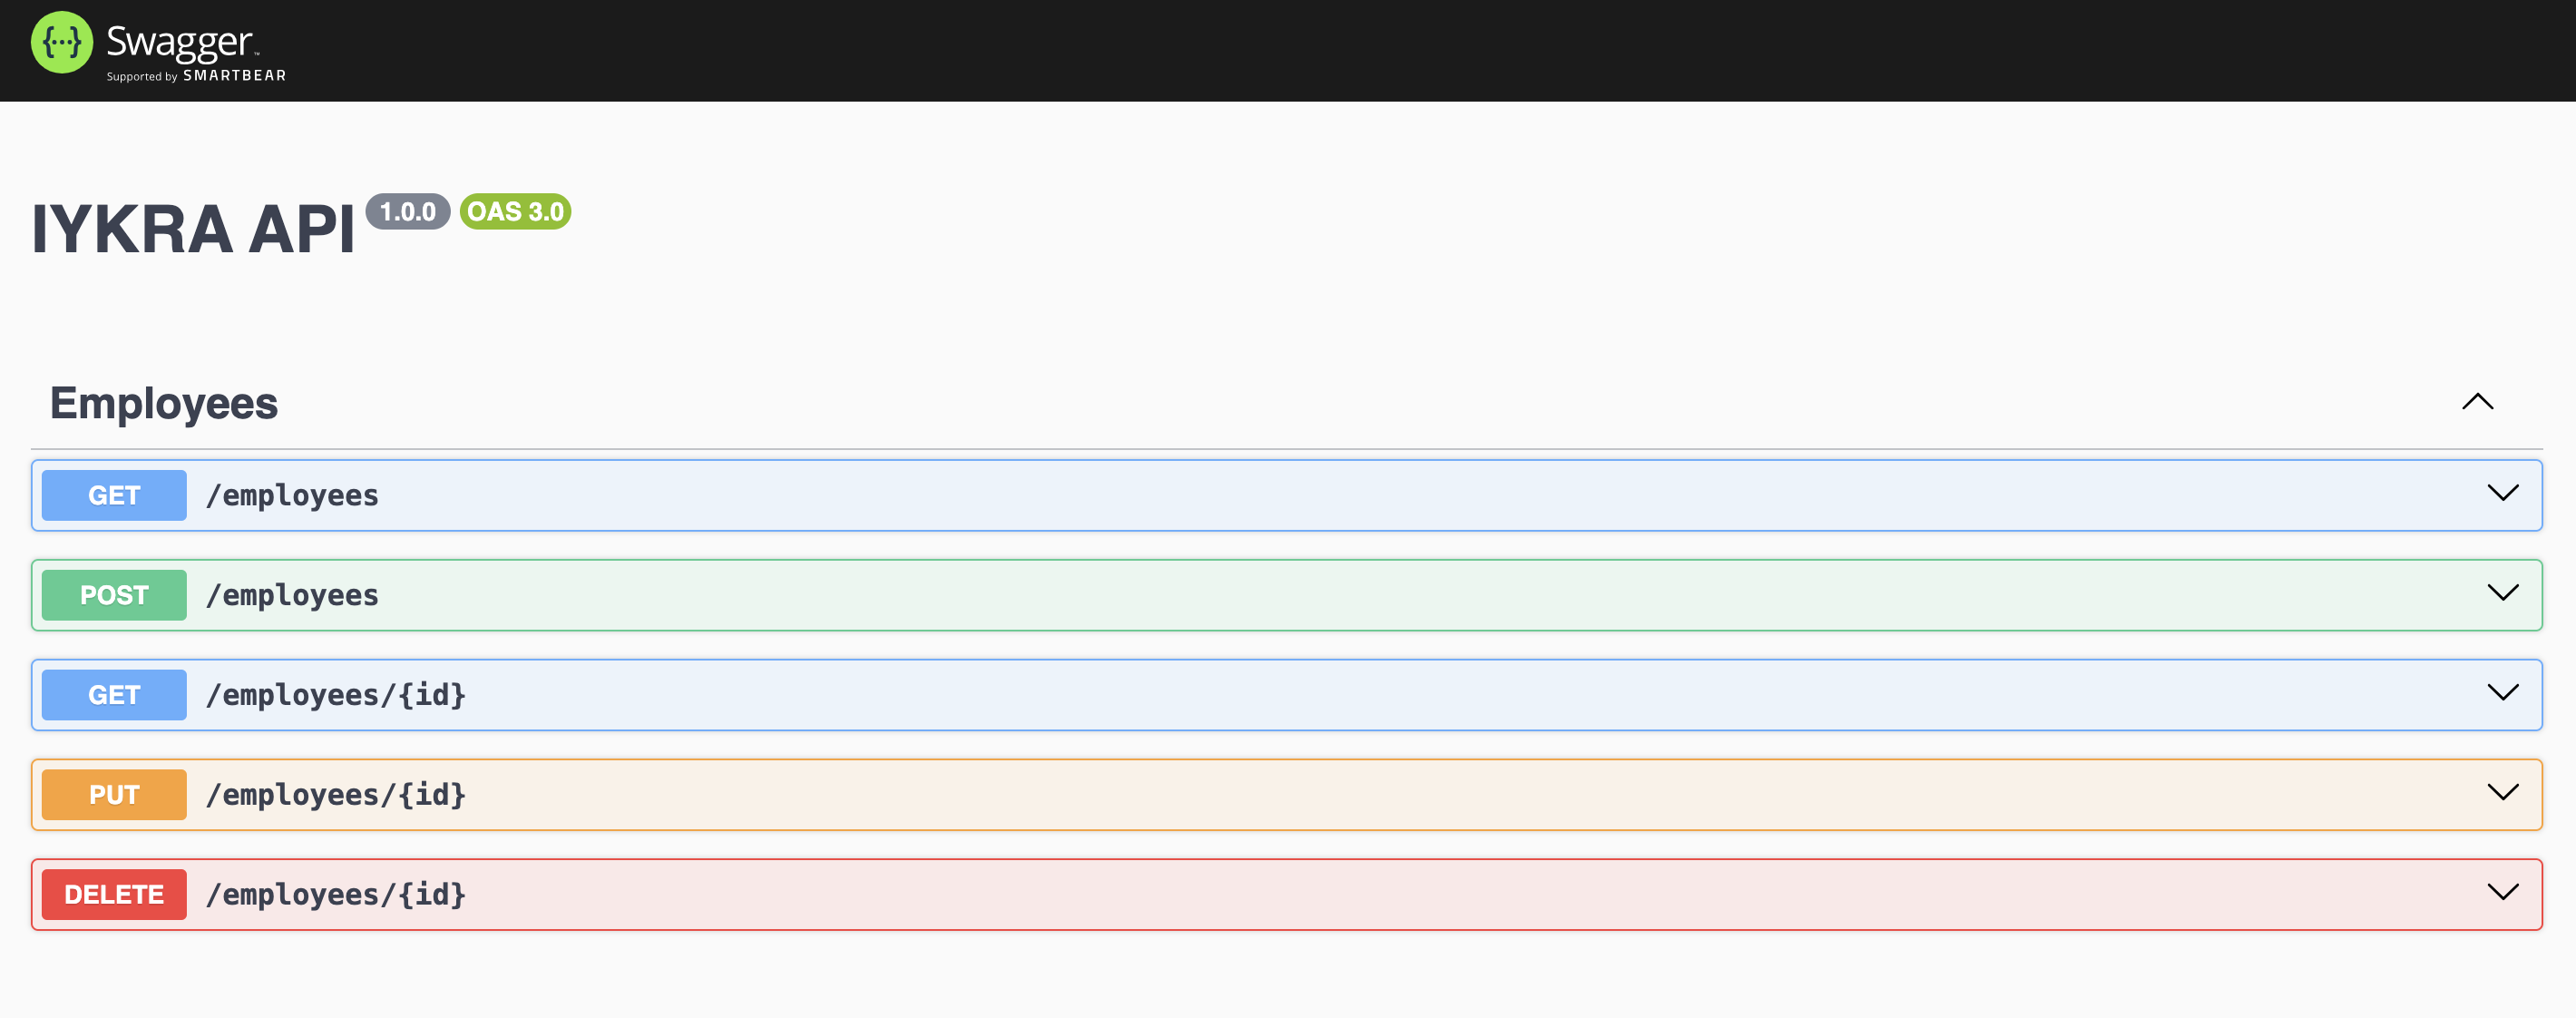 {···} Swagger™
Supported by SMARTBEAR
IYKRA API 1.0.0 OAS 3.0
Employees
GET /employees
POST /employees
GET /employees/{id}
PUT /employees/{id}
DELETE /employees/{id}